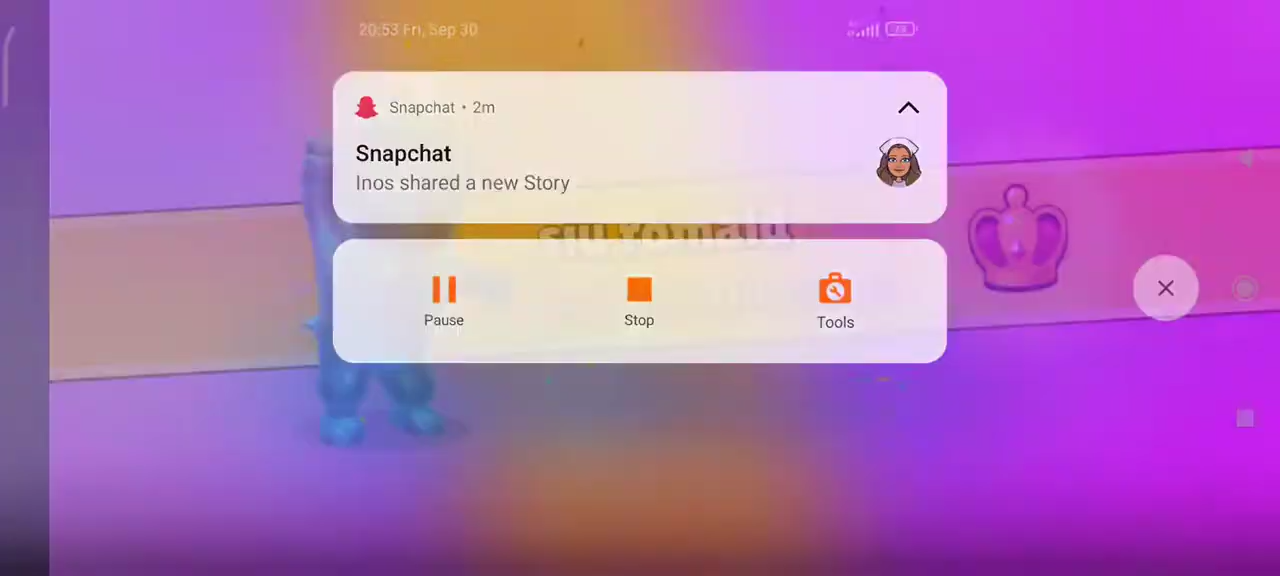 20:53 Fri, Sep 30
Snapchat • 2m
Snapchat
Inos shared a new Story
Pause
Stop
Tools